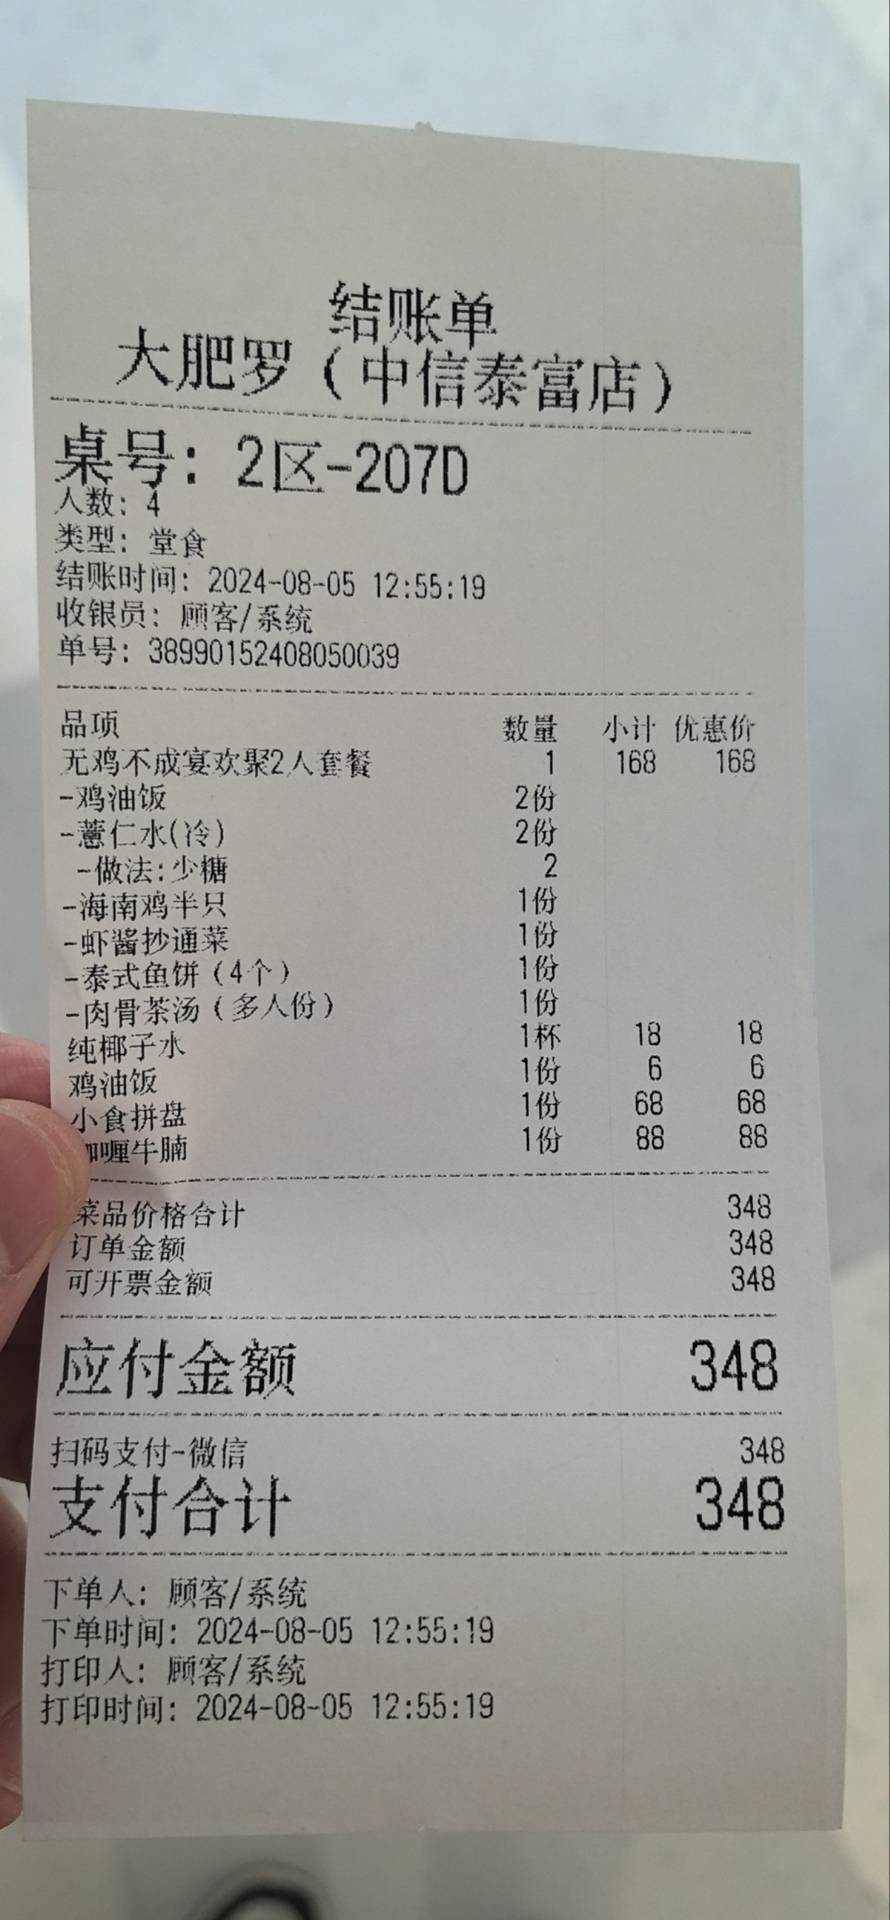 结账单
大肥罗（中信泰富店）
桌号：2区-207D
人数：4
类型：堂食
结账时间：2024-08-05 12:55:19
收银员：顾客/系统
单号：38990152408050039
品项 数量 小计 优惠价
无鸡不成宴欢聚2人套餐 1 168 168
-鸡油饭 2份
-薏仁水(冷) 2份
-做法:少糖 2
-海南鸡半只 1份
-虾酱抄通菜 1份
-泰式鱼饼（4个） 1份
-肉骨茶汤（多人份） 1份
纯椰子水 1杯 18 18
鸡油饭 1份 6 6
小食拼盘 1份 68 68
咖喱牛腩 1份 88 88
菜品价格合计 348
订单金额 348
可开票金额 348
应付金额 348
扫码支付-微信 348
支付合计 348
下单人：顾客/系统
下单时间：2024-08-05 12:55:19
打印人：顾客/系统
打印时间：2024-08-05 12:55:19